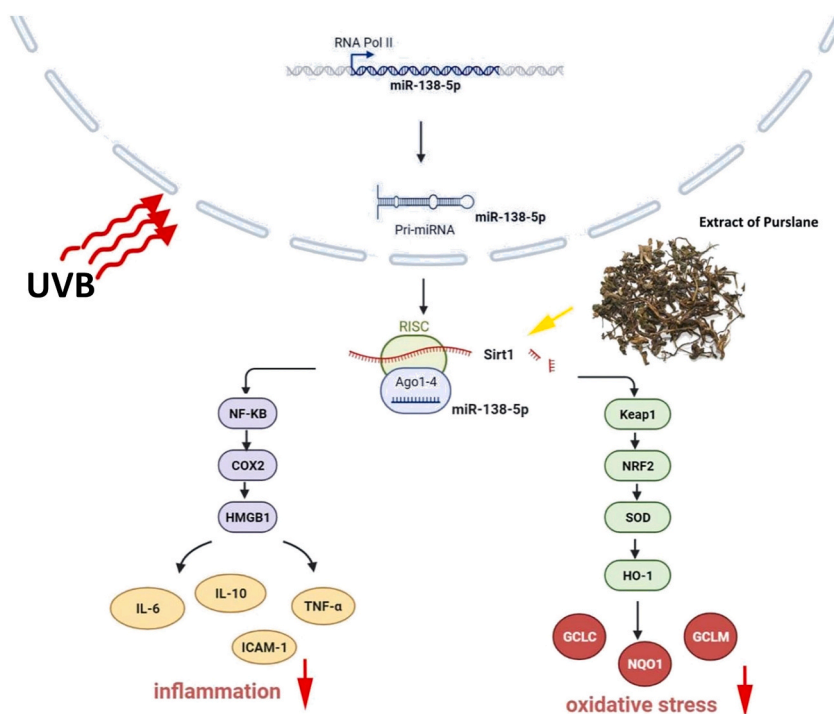 RNA Pol II
miR-138-5p
miR-138-5p
Pri-miRNA
Extract of Purslane
UVB
RISC
Sirt1
Ago1-4
miR-138-5p
NF-KB
COX2
HMGB1
IL-6
IL-10
TNF-α
ICAM-1
inflammation
Keap1
NRF2
SOD
HO-1
GCLC
NQO1
GCLM
oxidative stress